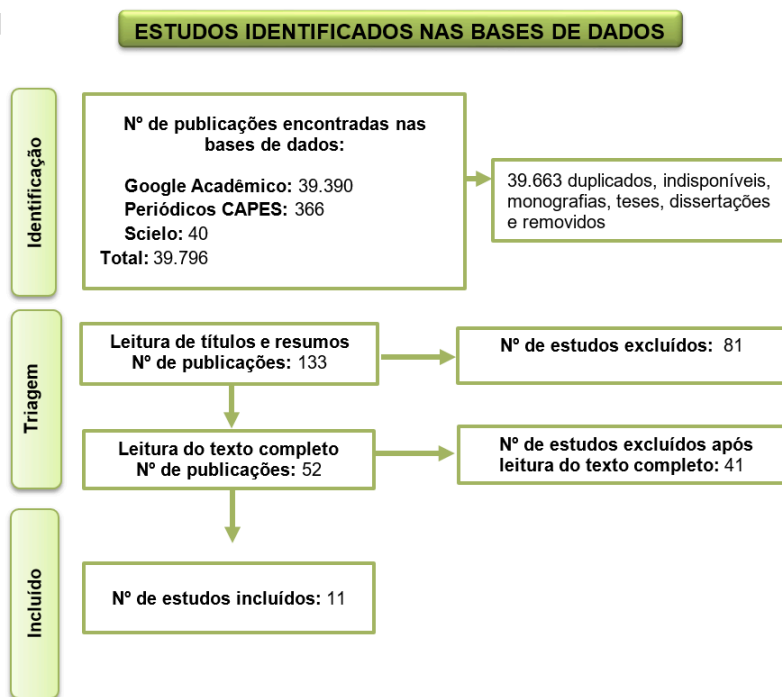 ESTUDOS IDENTIFICADOS NAS BASES DE DADOS
Identificação
Nº de publicações encontradas nas
bases de dados:
Google Acadêmico: 39.390
Periódicos CAPES: 366
Scielo: 40
Total: 39.796
39.663 duplicados, indisponíveis,
monografias, teses, dissertações
e removidos
Triagem
Leitura de títulos e resumos
Nº de publicações: 133
Nº de estudos excluídos: 81
Leitura do texto completo
Nº de publicações: 52
Nº de estudos excluídos após
leitura do texto completo: 41
Incluído
Nº de estudos incluídos: 11